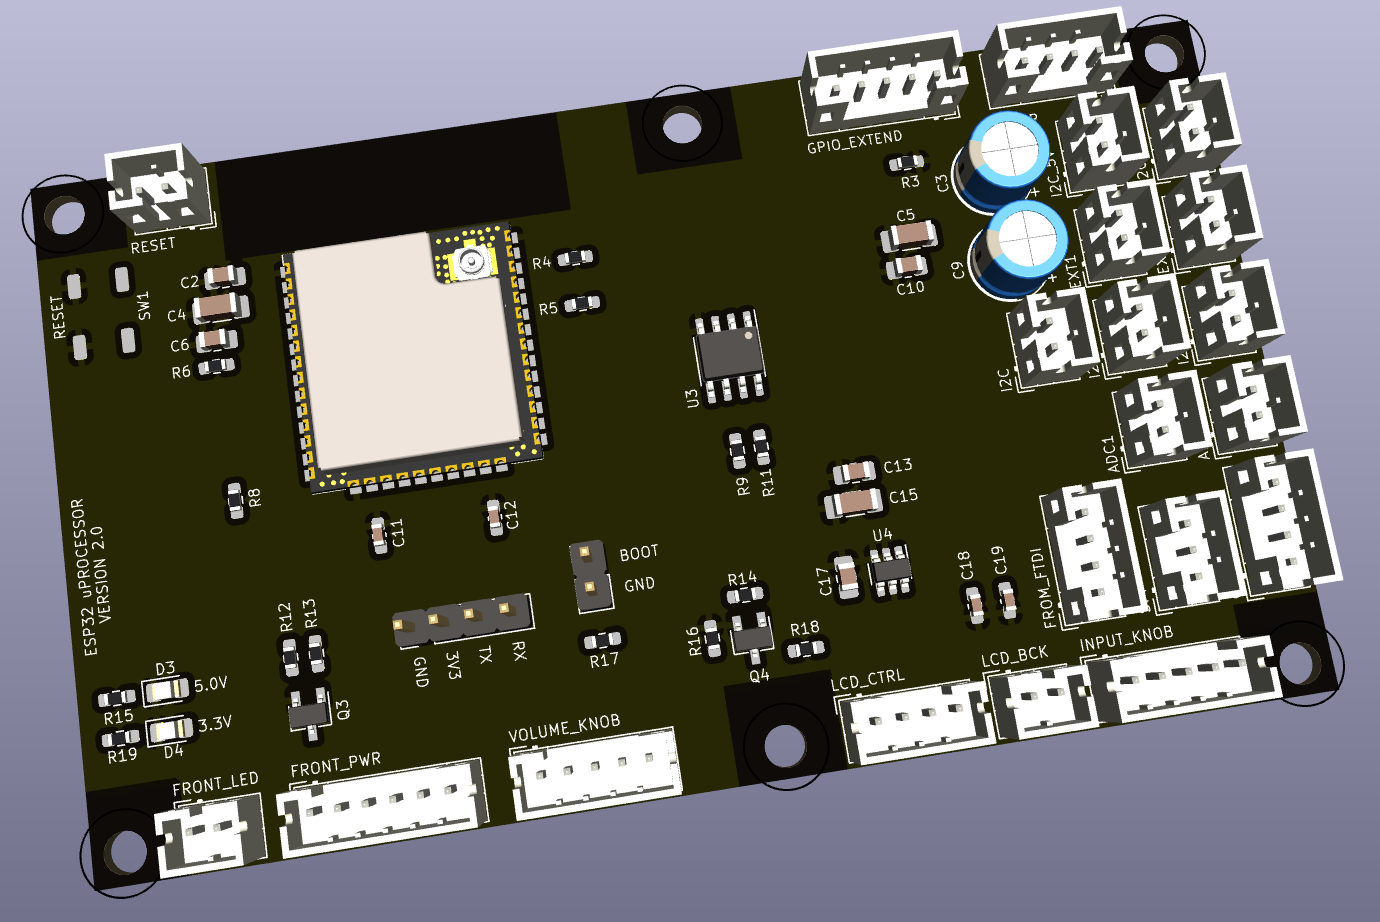 GPIO_EXTEND
RESET
R3
C3
I2C_5V
C5
C10
C9
EXT1
RESET
SW1
C2
C4
C6
R6
R4
R5
U3
R9
R11
I2C
ADC1
C13
C15
R8
C11
C12
ESP32 uPROCESSOR
VERSION 2.0
BOOT
GND
U4
C17
C18
C19
FROM_FTDI
R12
R13
GND
3V3
TX
RX
R17
R14
R16
R18
Q4
D3
5.0V
R15
3.3V
R19
D4
Q3
LCD_CTRL
LCD_BCK
INPUT_KNOB
VOLUME_KNOB
FRONT_PWR
FRONT_LED